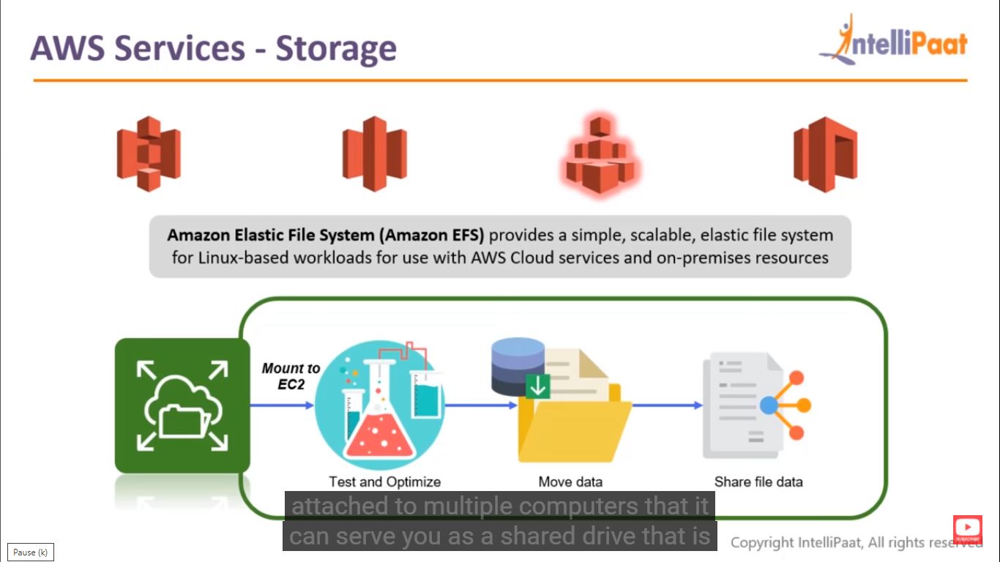 AWS Services - Storage
IntelliPaat
Amazon Elastic File System (Amazon EFS) provides a simple, scalable, elastic file system
for Linux-based workloads for use with AWS Cloud services and on-premises resources
Mount to
EC2
Test and Optimize
Move data
Share file data
attached to multiple computers that it
can serve you as a shared drive that is
Copyright IntelliPaat, All rights reserved
SUBSCRIBE
Pause (k)